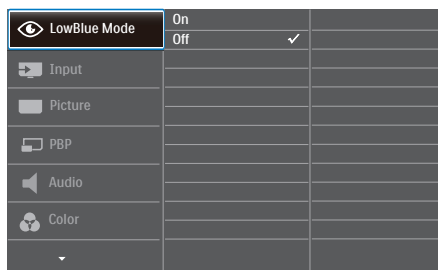 LowBlue Mode
On
Off
Input
Picture
PBP
Audio
Color